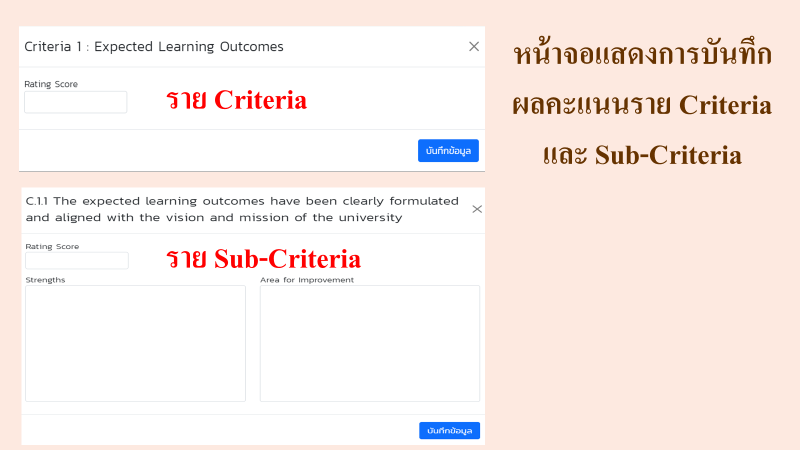 Criteria 1 : Expected Learning Outcomes
Rating Score
ราย Criteria
บันทึกข้อมูล
C.1.1 The expected learning outcomes have been clearly formulated
and aligned with the vision and mission of the university
Rating Score
ราย Sub-Criteria
Strengths
Area for Improvement
บันทึกข้อมูล
หน้าจอแสดงการบันทึก
ผลคะแนนราย Criteria
และ Sub-Criteria